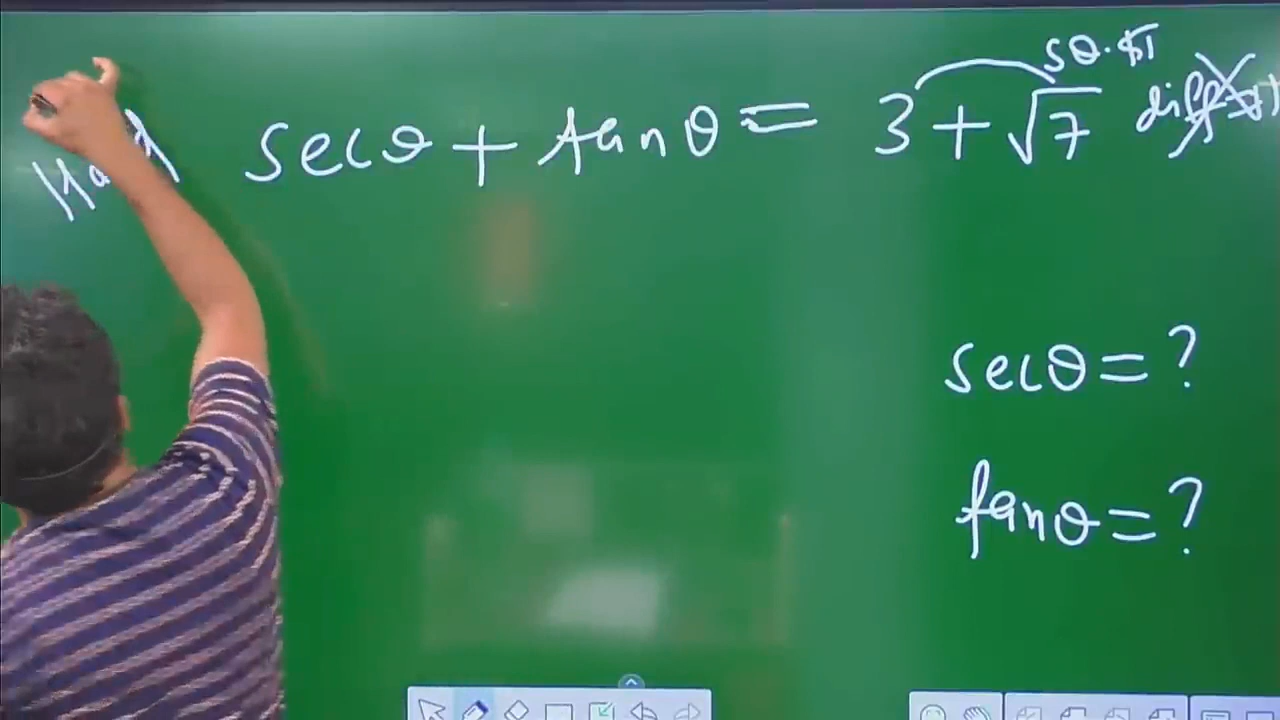 secθ + tanθ = 3 + √7
secθ = ?
tanθ = ?